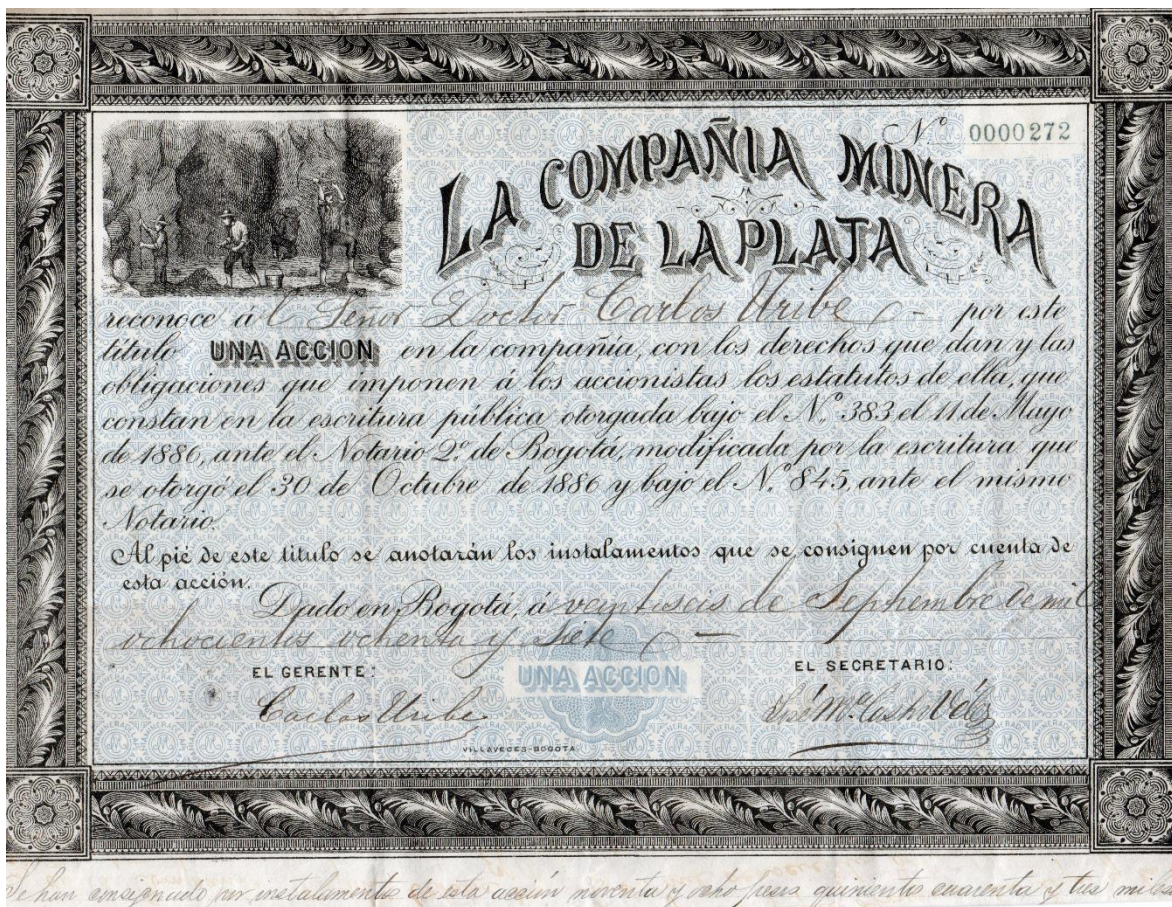 Nº 0000272
LA COMPAÑIA MINERA
DE LA PLATA
reconoce á l Señor Doctor Carlos Uribe - por este
título UNA ACCION en la compañía, con los derechos que dan y las
obligaciones que imponen á los accionistas los estatutos de ella, que
constan en la escritura pública otorgada bajo el Nº 383 el 11 de Mayo
de 1886, ante el Notario 2º de Bogotá, modificada por la escritura que
se otorgó el 30 de Octubre de 1886 y bajo el Nº 845, ante el mismo
Notario.
Al pié de este título se anotarán los instalamentos que se consignen por cuenta de
esta acción.
Dado en Bogotá, á veintiseis de Septiembre de mil
ochocientos ochenta y siete -
EL GERENTE:
EL SECRETARIO:
UNA ACCION
Carlos Uribe
José Mª
VILLAVECES-BOGOTA
Se han consignado por instalamentos de esta acción noventa y ocho pesos quinientos cuarenta y tres miles